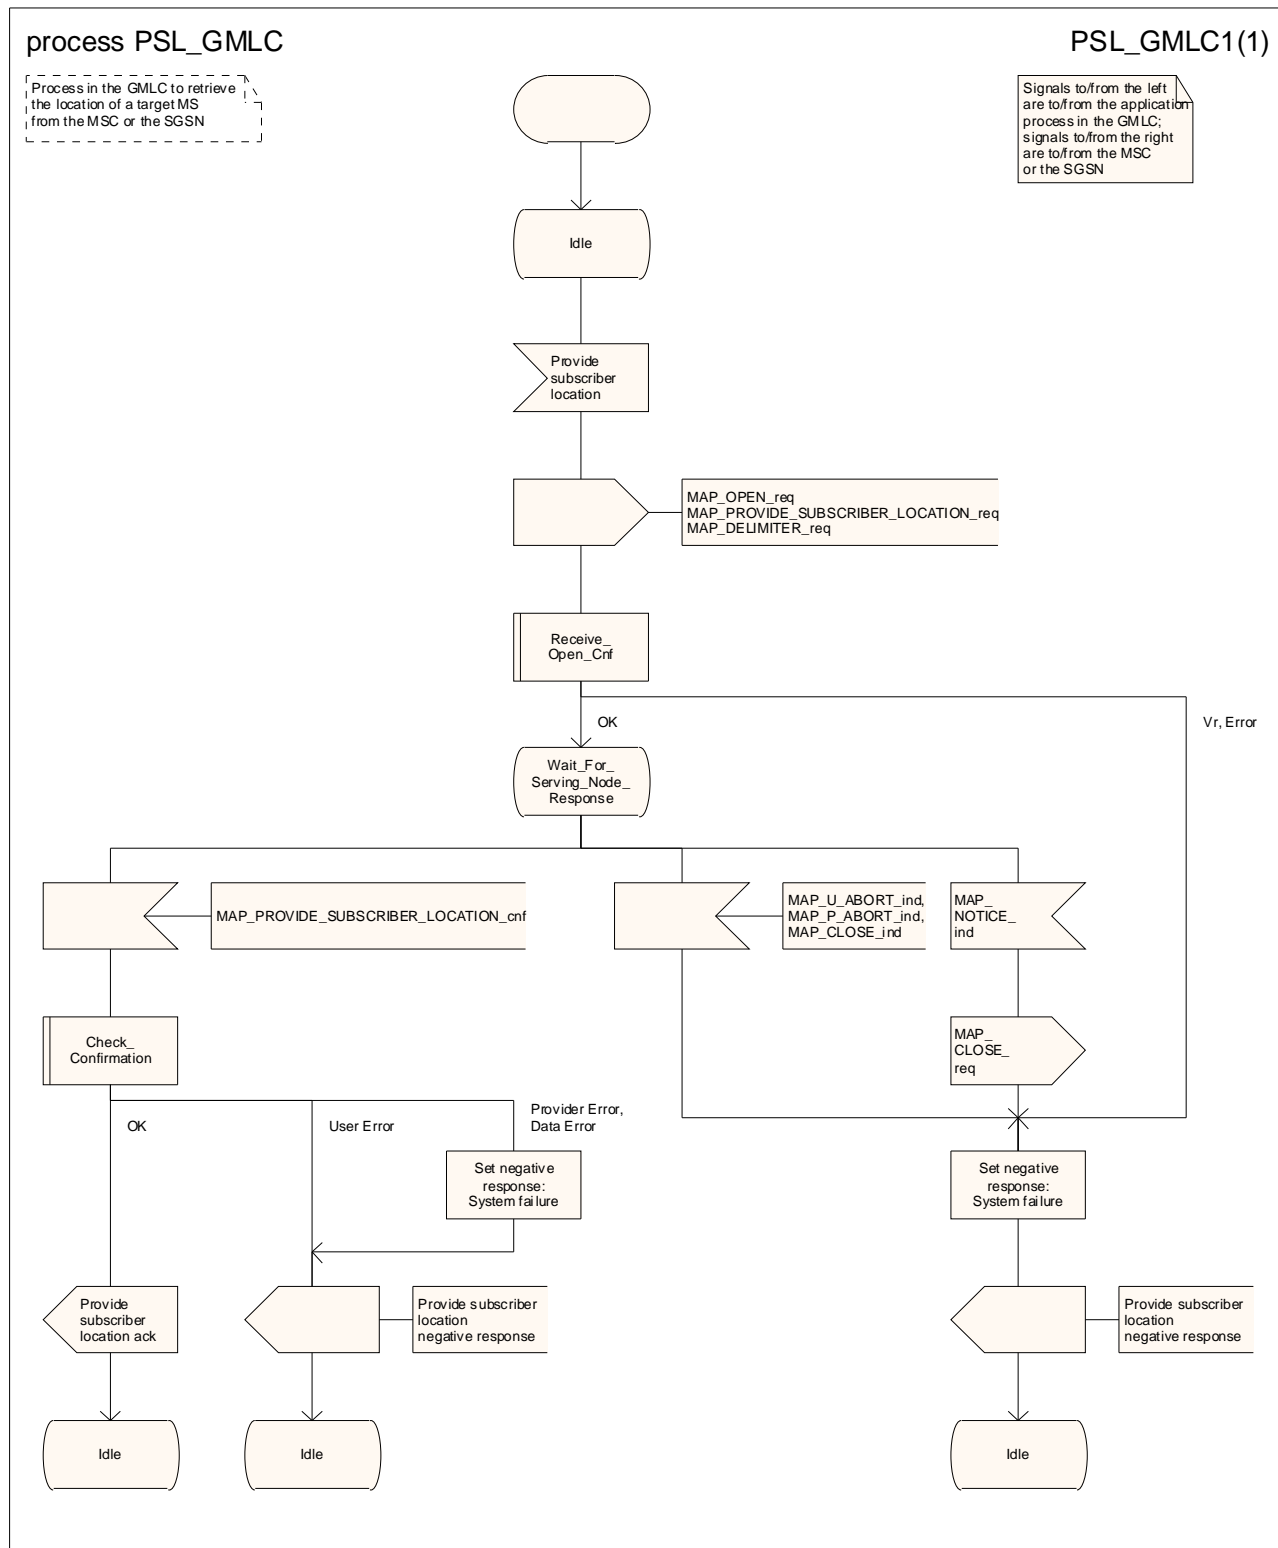 process PSL_GMLC
PSL_GMLC1(1)
Process in the GMLC to retrieve
the location of a target MS
from the MSC or the SGSN
Signals to/from the left
are to/from the application
process in the GMLC;
signals to/from the right
are to/from the MSC
or the SGSN
Idle
Provide
subscriber
location
MAP_OPEN_req
MAP_PROVIDE_SUBSCRIBER_LOCATION_req
MAP_DELIMITER_req
Receive_
Open_Cnf
OK
Vr, Error
Wait_For_
Serving_Node_
Response
MAP_PROVIDE_SUBSCRIBER_LOCATION_cnf
MAP_U_ABORT_ind,
MAP_P_ABORT_ind,
MAP_CLOSE_ind
MAP_
NOTICE_
ind
Check_
Confirmation
MAP_
CLOSE_
req
OK
User Error
Provider Error,
Data Error
Set negative
response:
System failure
Set negative
response:
System failure
Provide
subscriber
location ack
Provide subscriber
location
negative response
Provide subscriber
location
negative response
Idle
Idle
Idle